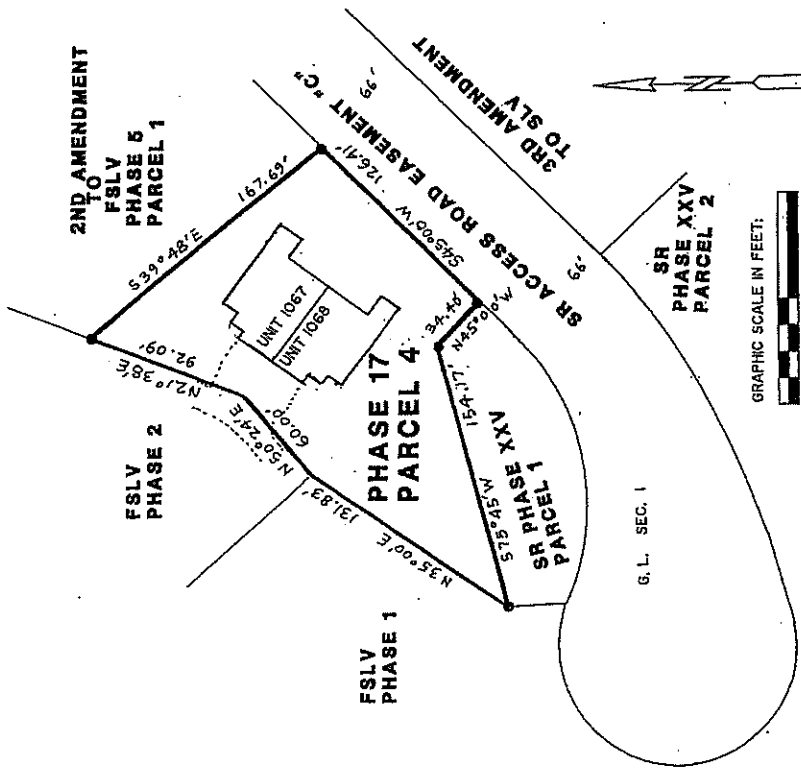 2ND AMENDMENT
TO
FSLV
PHASE 5
PARCEL 1
S39°48'E
167.69'
66'
3RD AMENDMENT
TO SLV
SR ACCESS ROAD EASEMENT "C"
66'
126.41'
S45°00'W
FSLV
PHASE 2
N21°38'E
92.09'
UNIT 1067
UNIT 1068
N50°24'E
60.00'
34.46'
N45°00'W
PHASE 17
PARCEL 4
131.83'
N35°00'E
154.17'
S75°45'W
SR PHASE XXV
PARCEL 1
FSLV
PHASE 1
SR
PHASE XXV
PARCEL 2
G.L. SEC. 1
N
GRAPHIC SCALE IN FEET: